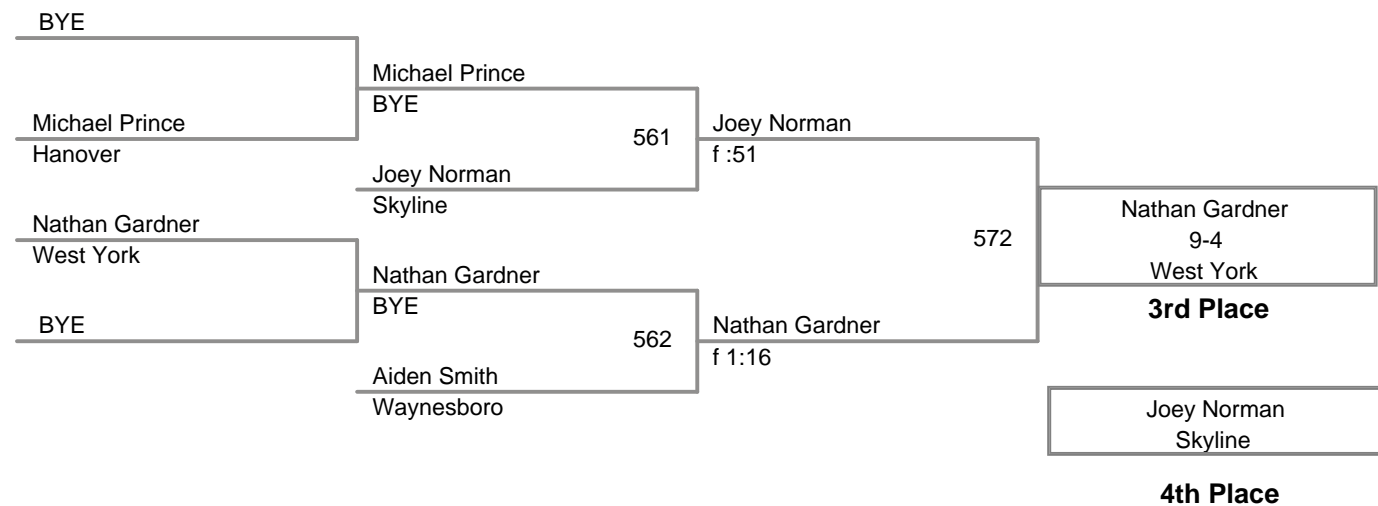 BYE
Michael Prince
BYE
Michael Prince
Hanover
561
Joey Norman
f :51
Joey Norman
Skyline
Nathan Gardner
West York
572
Nathan Gardner
9-4
West York
3rd Place
Nathan Gardner
BYE
BYE
562
Nathan Gardner
f 1:16
Aiden Smith
Waynesboro
Joey Norman
Skyline
4th Place